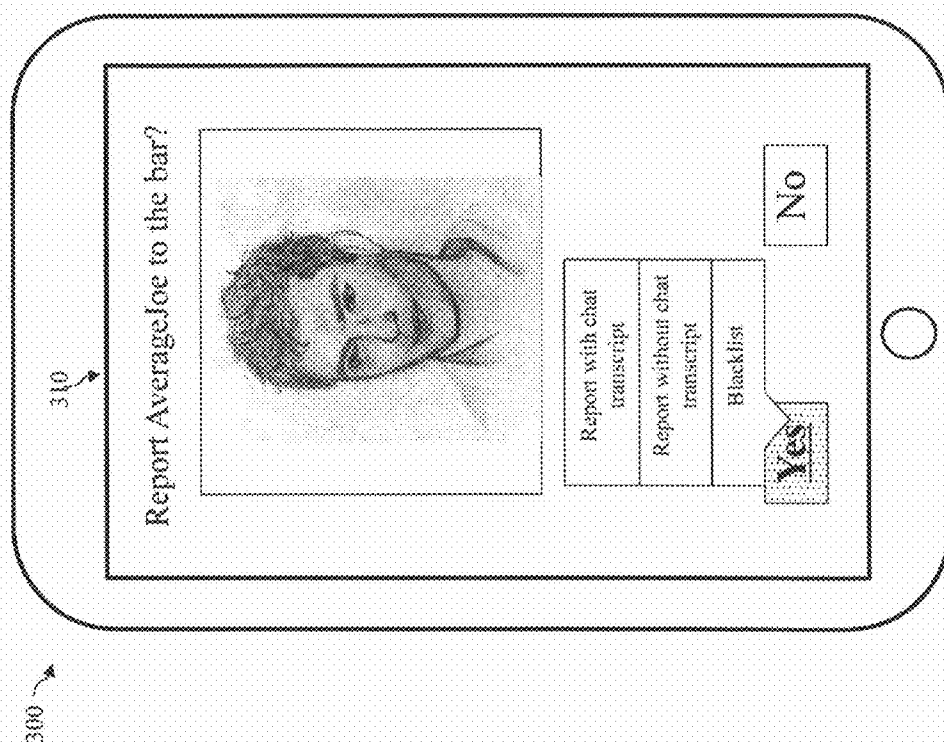 300
310
Report AverageJoe to the bar?
Report with chat
transcript
Report without chat
transcript
Blacklist
Yes
No